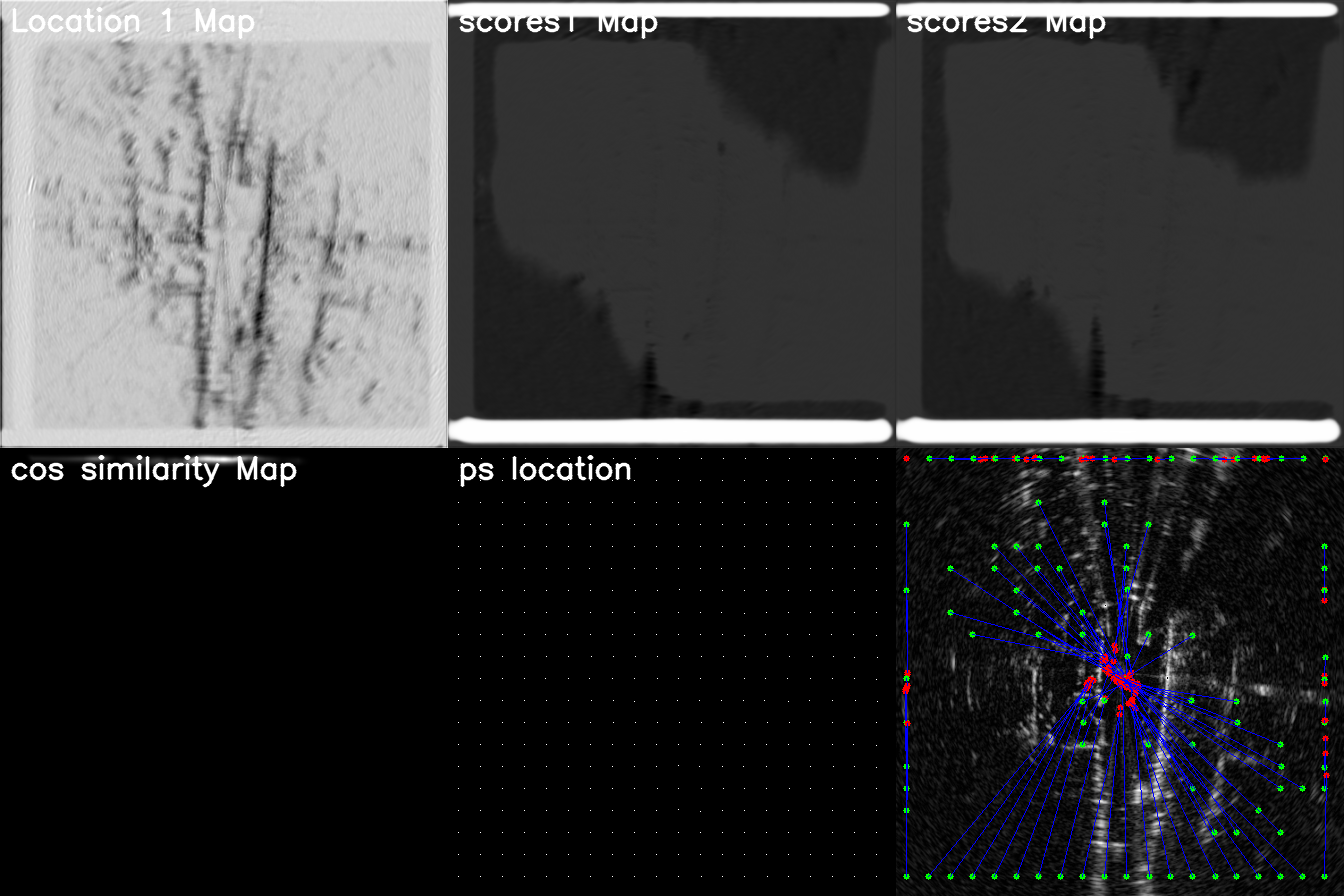 Location 1 Map
scores1 Map
scores2 Map
cos similarity Map
ps location